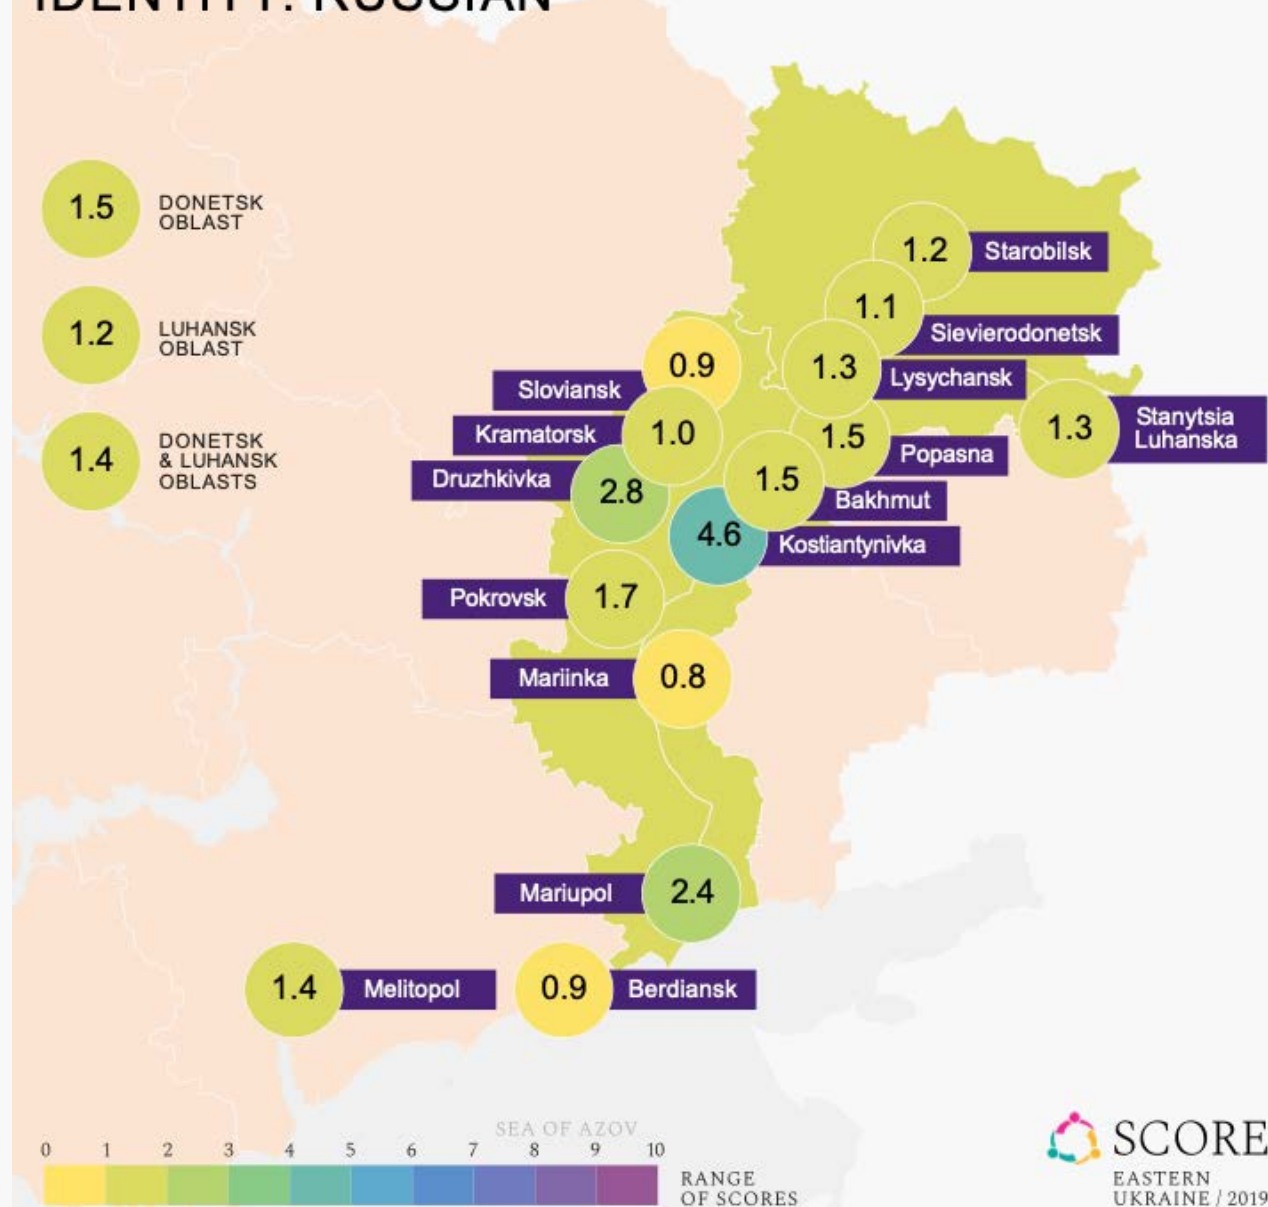 IDENTITY: RUSSIAN
1.5
DONETSK
OBLAST
1.2
LUHANSK
OBLAST
1.4
DONETSK
& LUHANSK
OBLASTS
1.2
Starobilsk
1.1
Sievierodonetsk
0.9
Sloviansk
1.3
Lysychansk
1.3
Stanytsia
Luhanska
Kramatorsk
1.0
1.5
Popasna
Druzhkivka
2.8
1.5
Bakhmut
4.6
Kostiantynivka
Pokrovsk
1.7
Mariinka
0.8
Mariupol
2.4
1.4
Melitopol
0.9
Berdiansk
SEA OF AZOV
0 1 2 3 4 5 6 7 8 9 10
RANGE
OF SCORES
SCORE
EASTERN
UKRAINE / 2019